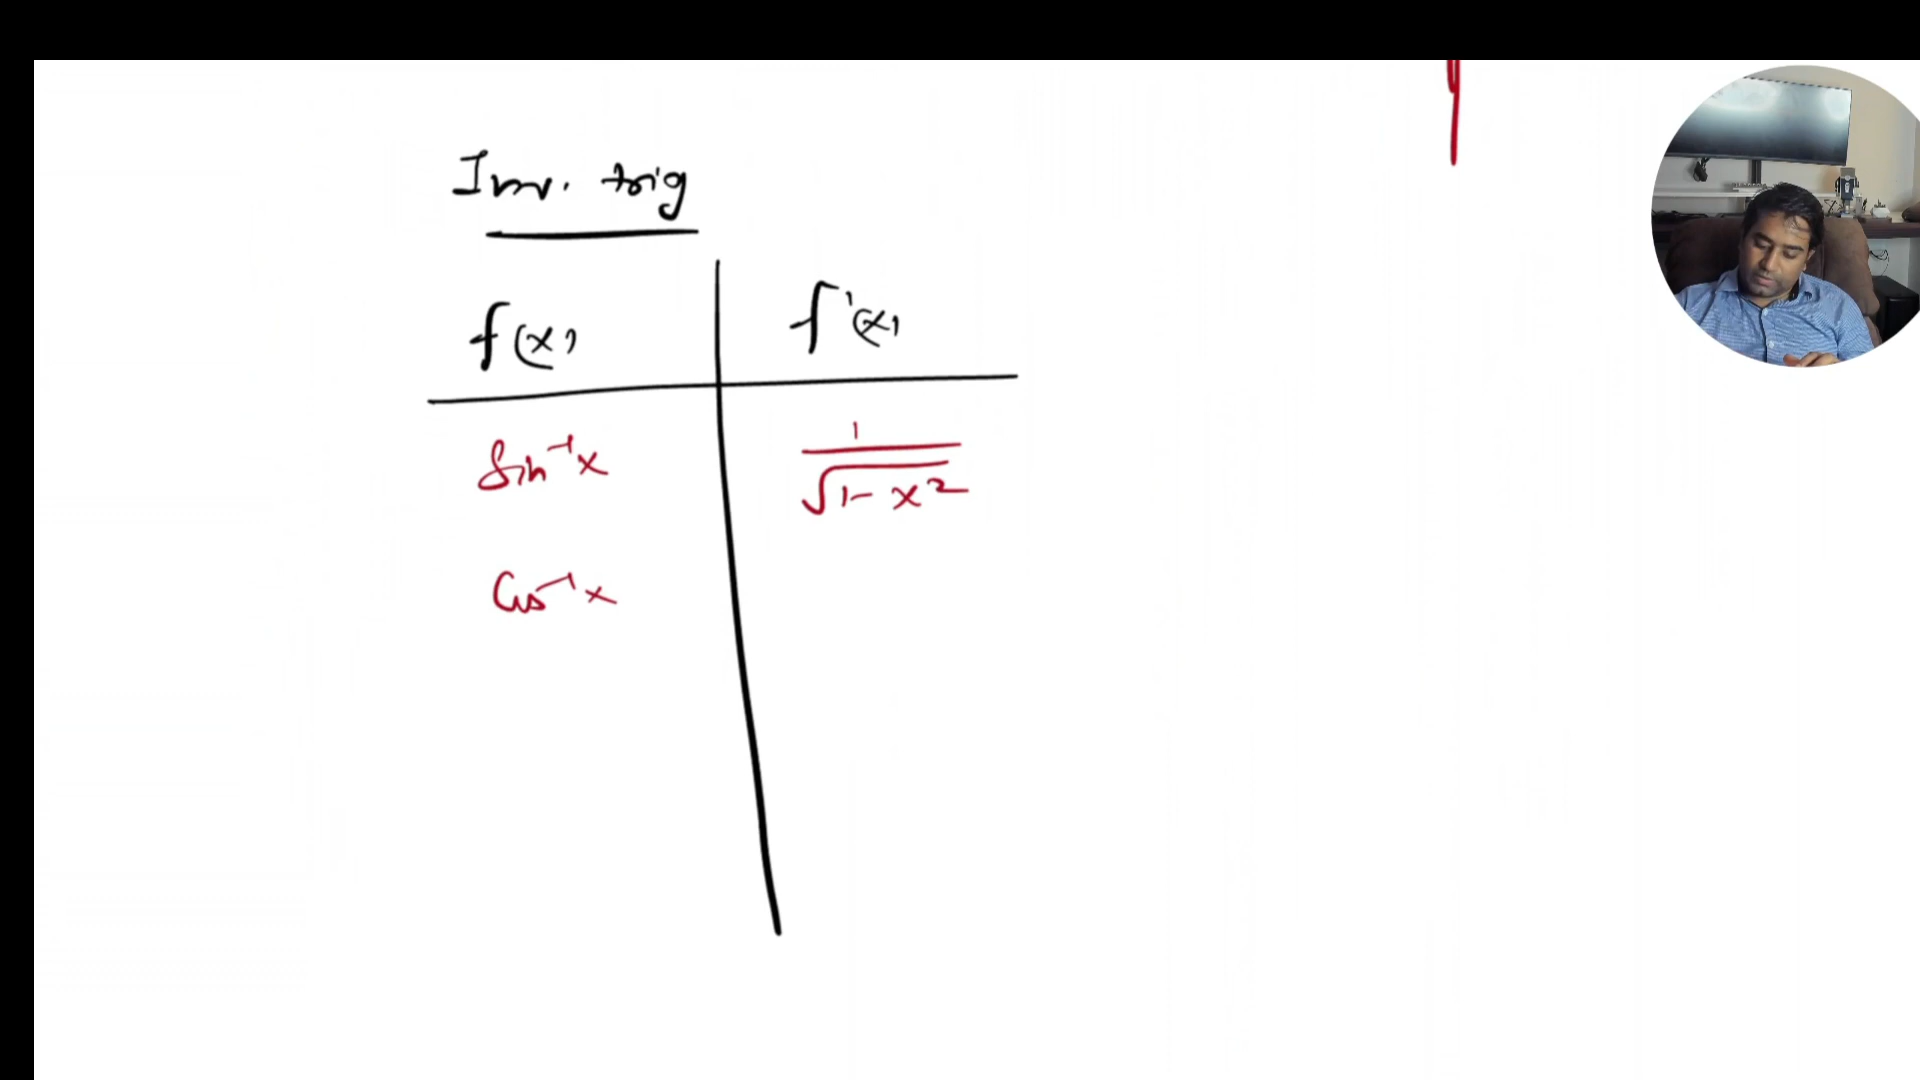 Inv. trig
f(x) f'(x)
Sin⁻¹x 1/√(1-x²)
Cos⁻¹x